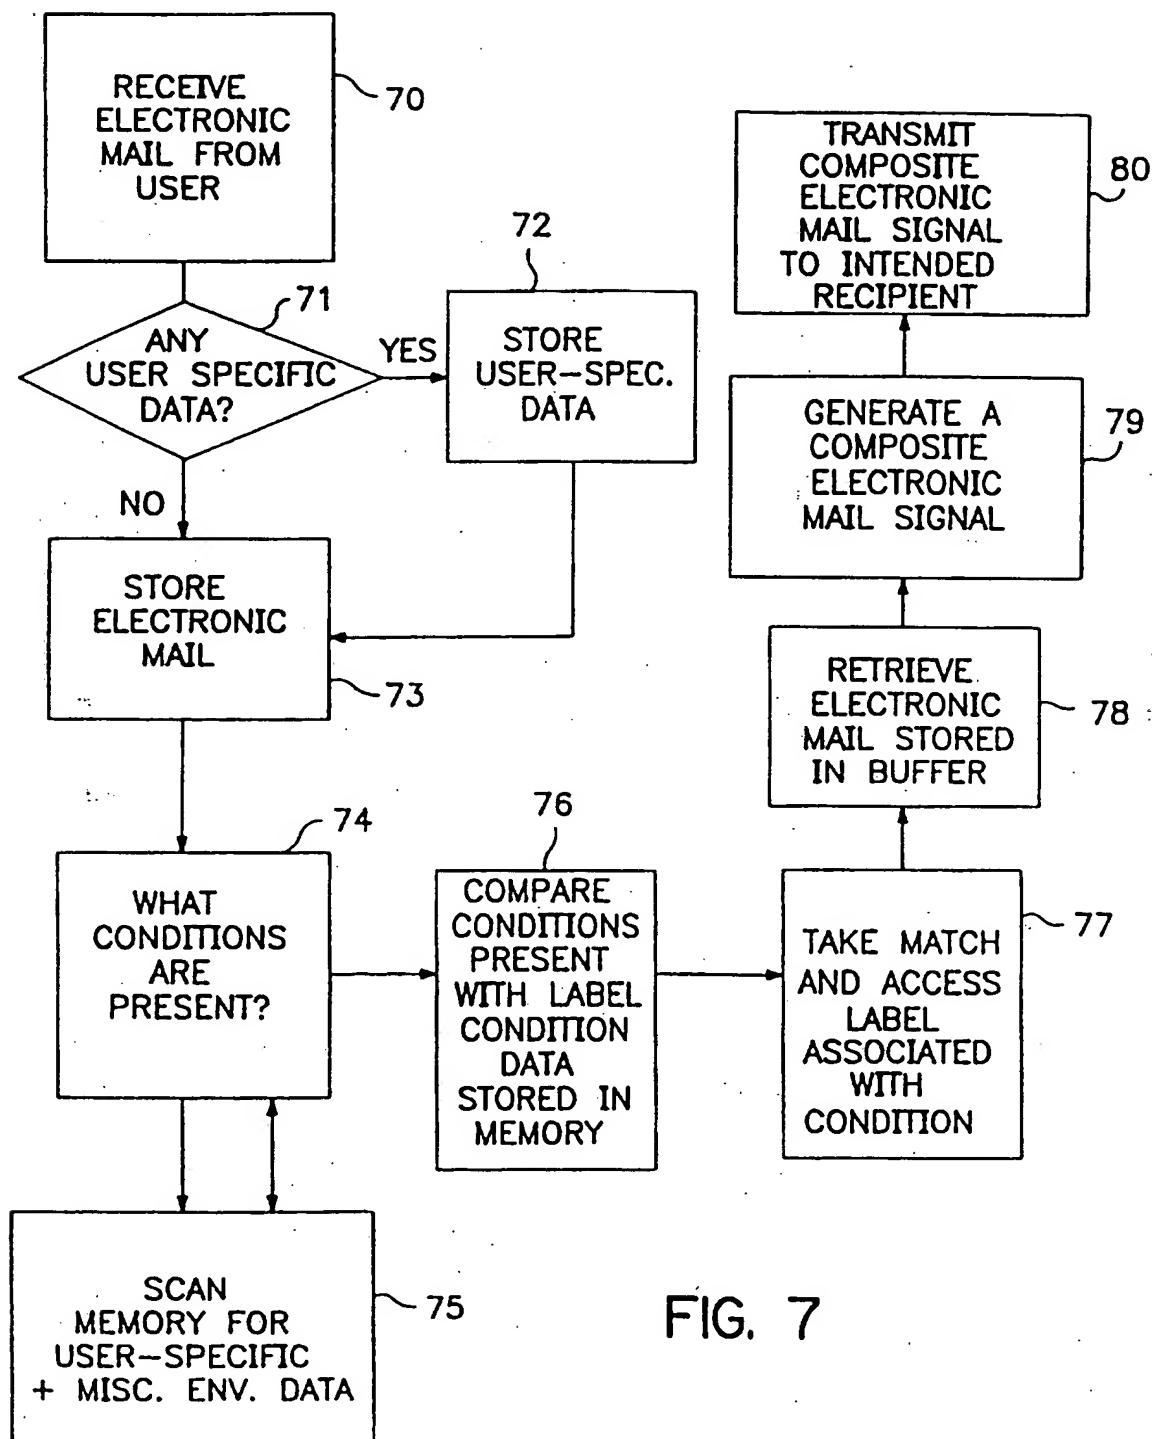 RECEIVE
ELECTRONIC
MAIL FROM
USER
70
ANY
USER SPECIFIC
DATA?
71
YES
NO
STORE
USER-SPEC.
DATA
72
STORE
ELECTRONIC
MAIL
73
WHAT
CONDITIONS
ARE
PRESENT?
74
SCAN
MEMORY FOR
USER-SPECIFIC
+ MISC. ENV. DATA
75
COMPARE
CONDITIONS
PRESENT
WITH LABEL
CONDITION
DATA
STORED IN
MEMORY
76
TAKE MATCH
AND ACCESS
LABEL
ASSOCIATED
WITH
CONDITION
77
RETRIEVE
ELECTRONIC
MAIL STORED
IN BUFFER
78
GENERATE A
COMPOSITE
ELECTRONIC
MAIL SIGNAL
79
TRANSMIT
COMPOSITE
ELECTRONIC
MAIL SIGNAL
TO INTENDED
RECIPIENT
80
FIG. 7